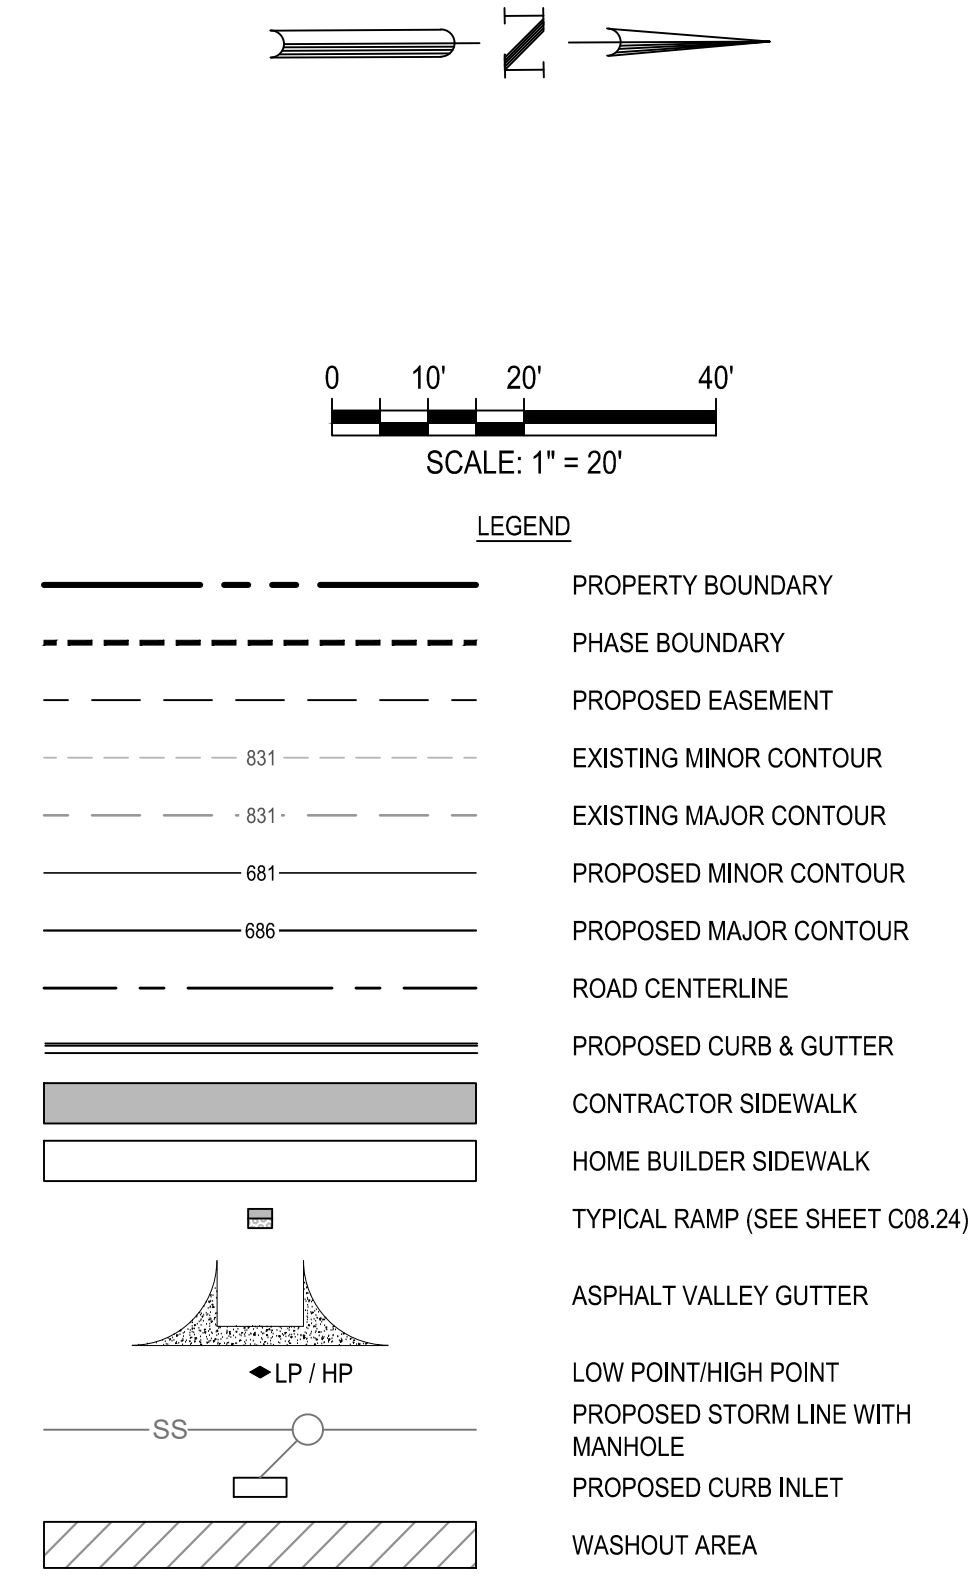 N
0 10' 20' 40'
SCALE: 1" = 20'
LEGEND
PROPERTY BOUNDARY
PHASE BOUNDARY
PROPOSED EASEMENT
831 EXISTING MINOR CONTOUR
831 EXISTING MAJOR CONTOUR
681 PROPOSED MINOR CONTOUR
686 PROPOSED MAJOR CONTOUR
ROAD CENTERLINE
PROPOSED CURB & GUTTER
CONTRACTOR SIDEWALK
HOME BUILDER SIDEWALK
TYPICAL RAMP (SEE SHEET C08.24)
ASPHALT VALLEY GUTTER
LP / HP LOW POINT/HIGH POINT
SS PROPOSED STORM LINE WITH
MANHOLE
PROPOSED CURB INLET
WASHOUT AREA